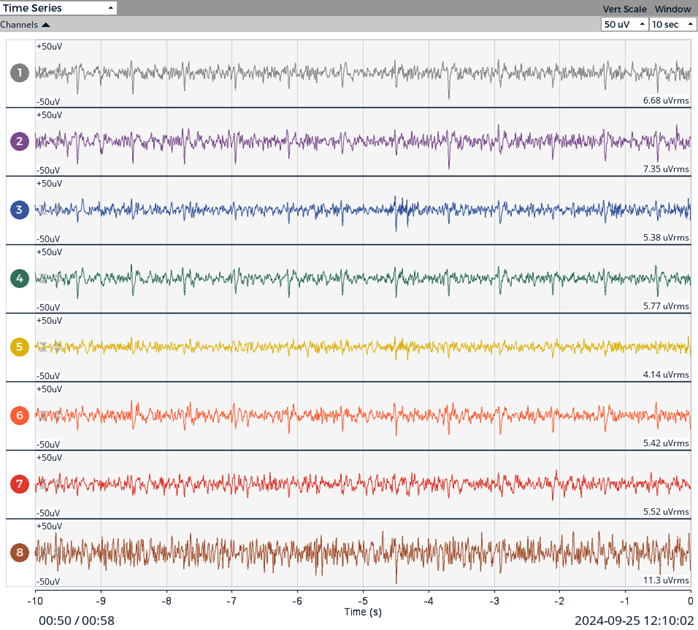 Time Series
Vert Scale Window
Channels
50 uV 10 sec
+50uV
1
-50uV
6.68 uVrms
+50uV
2
-50uV
7.35 uVrms
+50uV
3
-50uV
5.38 uVrms
+50uV
4
-50uV
5.77 uVrms
+50uV
5
-50uV
4.14 uVrms
+50uV
6
-50uV
5.42 uVrms
+50uV
7
-50uV
5.52 uVrms
+50uV
8
-50uV
11.3 uVrms
-10 -9 -8 -7 -6 -5 -4 -3 -2 -1 0
Time (s)
00:50 / 00:58
2024-09-25 12:10:02